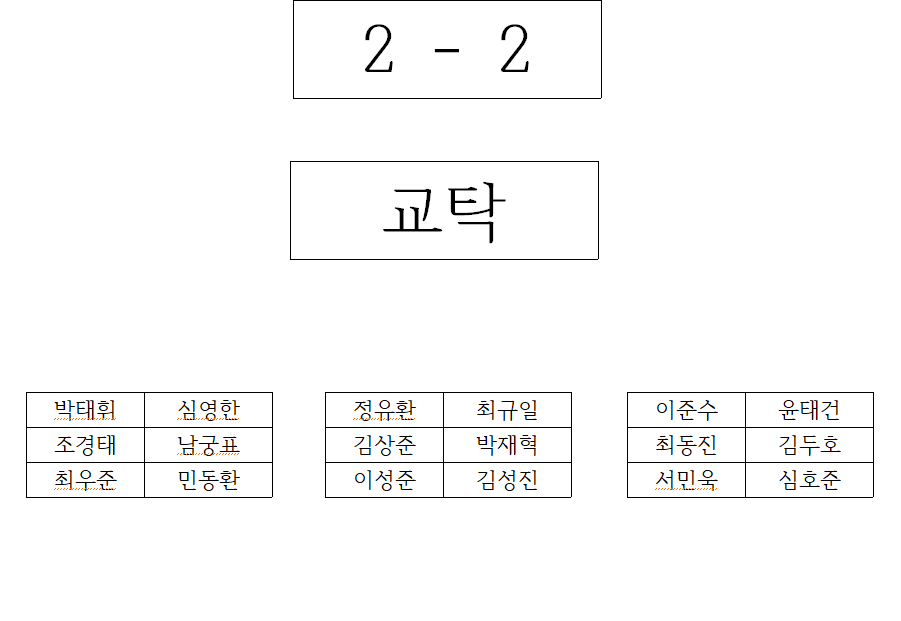 2 - 2
교탁
박태휘 심영한 정유환 최규일 이준수 윤태건
조경태 남궁표 김상준 박재혁 최동진 김두호
최우준 민동환 이성준 김성진 서민욱 심호준